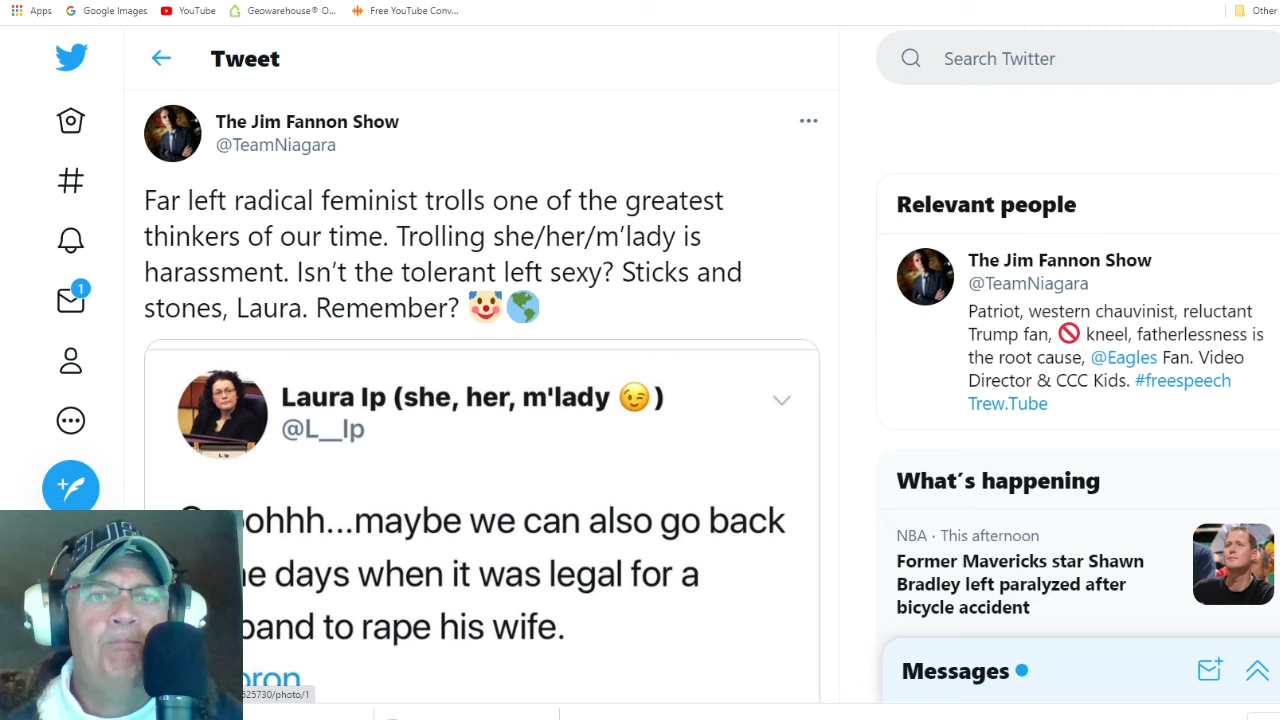 Apps Google Images YouTube Geowarehouse® O... Free YouTube Conv... Other
Tweet
Search Twitter
The Jim Fannon Show
@TeamNiagara
Far left radical feminist trolls one of the greatest
thinkers of our time. Trolling she/her/m’lady is
harassment. Isn’t the tolerant left sexy? Sticks and
stones, Laura. Remember? 🤡🌎
Laura Ip (she, her, m'lady 😉)
@L__Ip
ohhh...maybe we can also go back
days when it was legal for a
to rape his wife.
625730/photo/1
1
Relevant people
The Jim Fannon Show
@TeamNiagara
Patriot, western chauvinist, reluctant
Trump fan, 🚫 kneel, fatherlessness is
the root cause, @Eagles Fan. Video
Director & CCC Kids. #freespeech
Trew.Tube
What´s happening
NBA · This afternoon
Former Mavericks star Shawn
Bradley left paralyzed after
bicycle accident
Messages